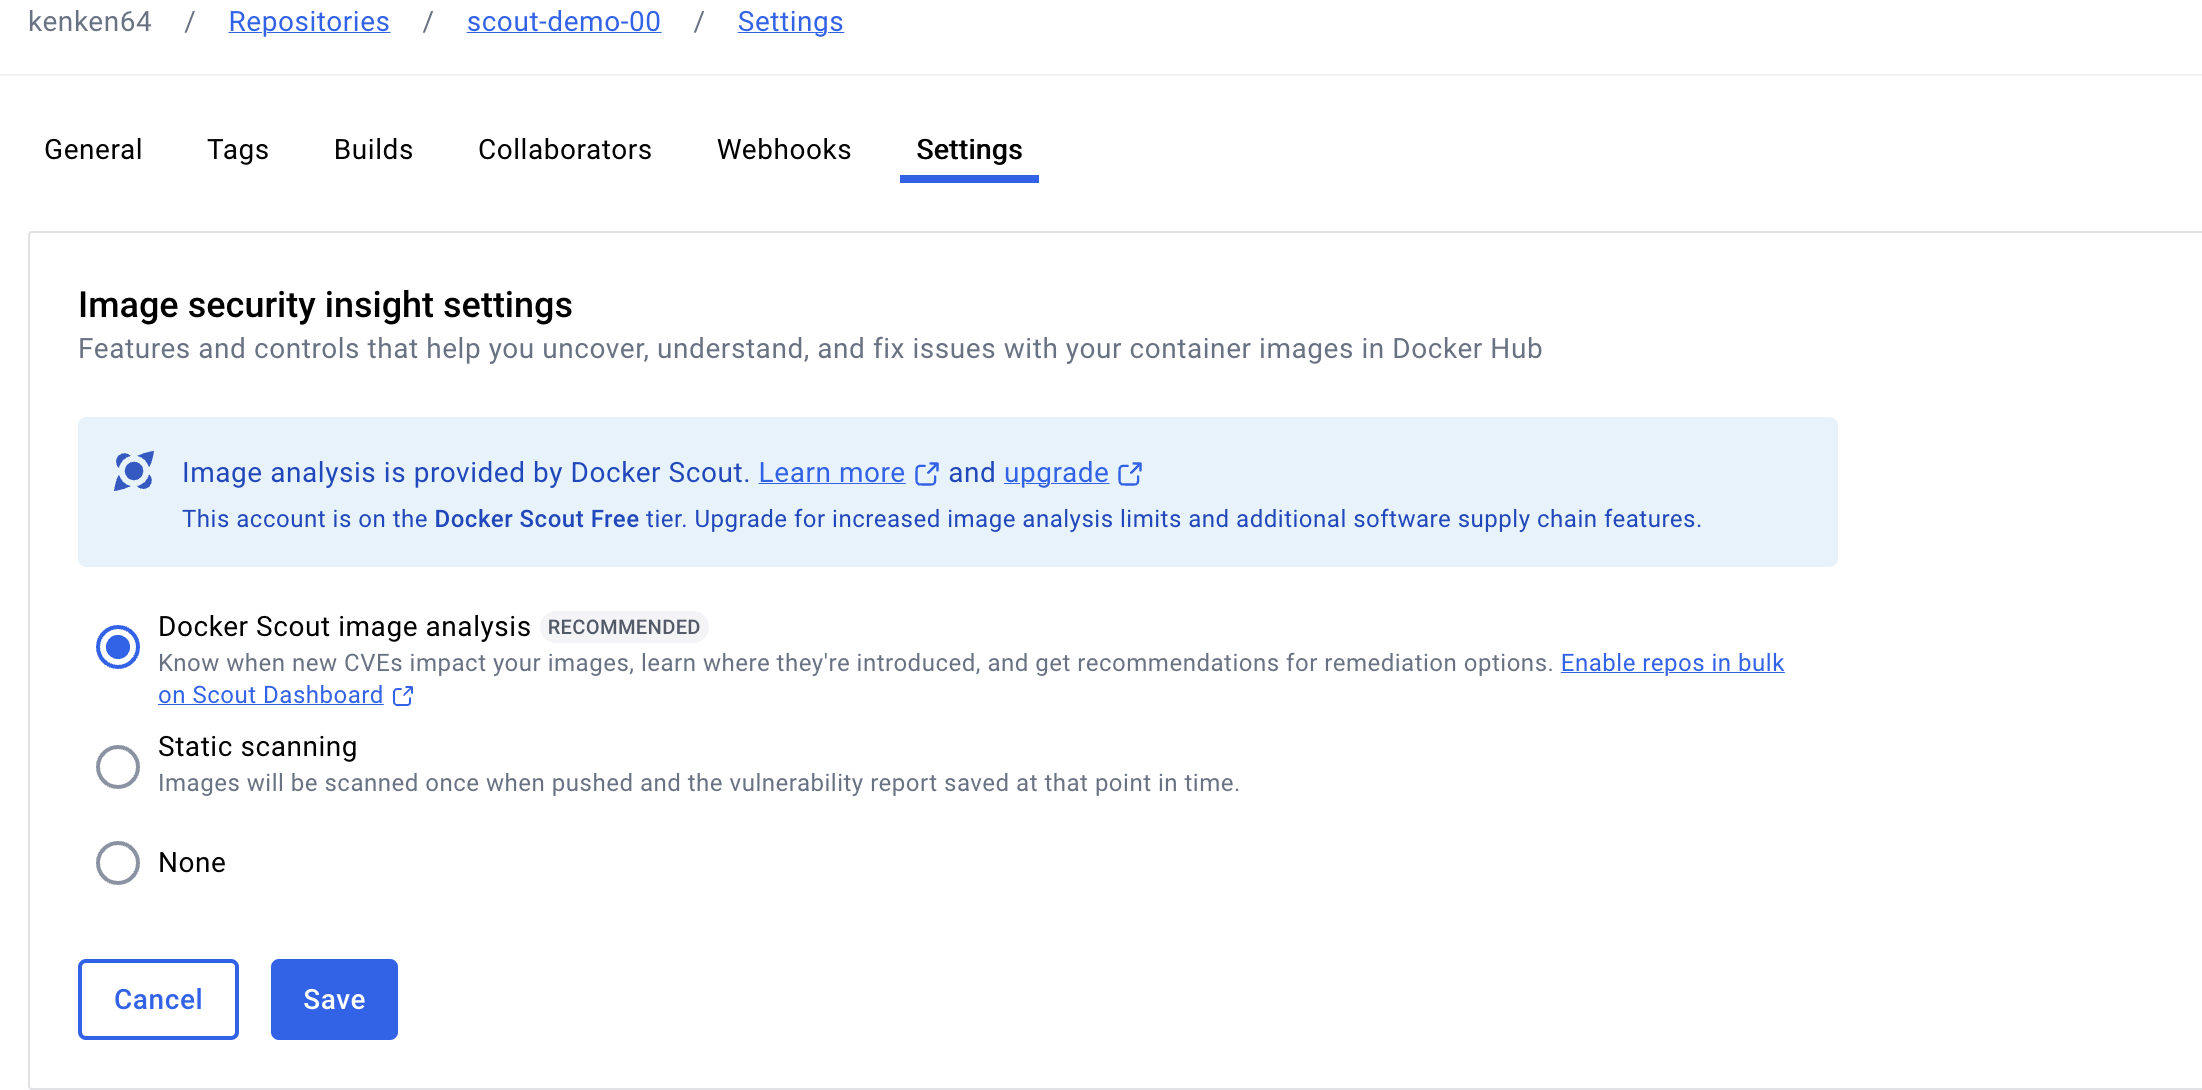 kenken64 / Repositories / scout-demo-00 / Settings
General Tags Builds Collaborators Webhooks Settings
Image security insight settings
Features and controls that help you uncover, understand, and fix issues with your container images in Docker Hub
Image analysis is provided by Docker Scout. Learn more and upgrade
This account is on the Docker Scout Free tier. Upgrade for increased image analysis limits and additional software supply chain features.
Docker Scout image analysis RECOMMENDED
Know when new CVEs impact your images, learn where they're introduced, and get recommendations for remediation options. Enable repos in bulk
on Scout Dashboard
Static scanning
Images will be scanned once when pushed and the vulnerability report saved at that point in time.
None
Cancel Save